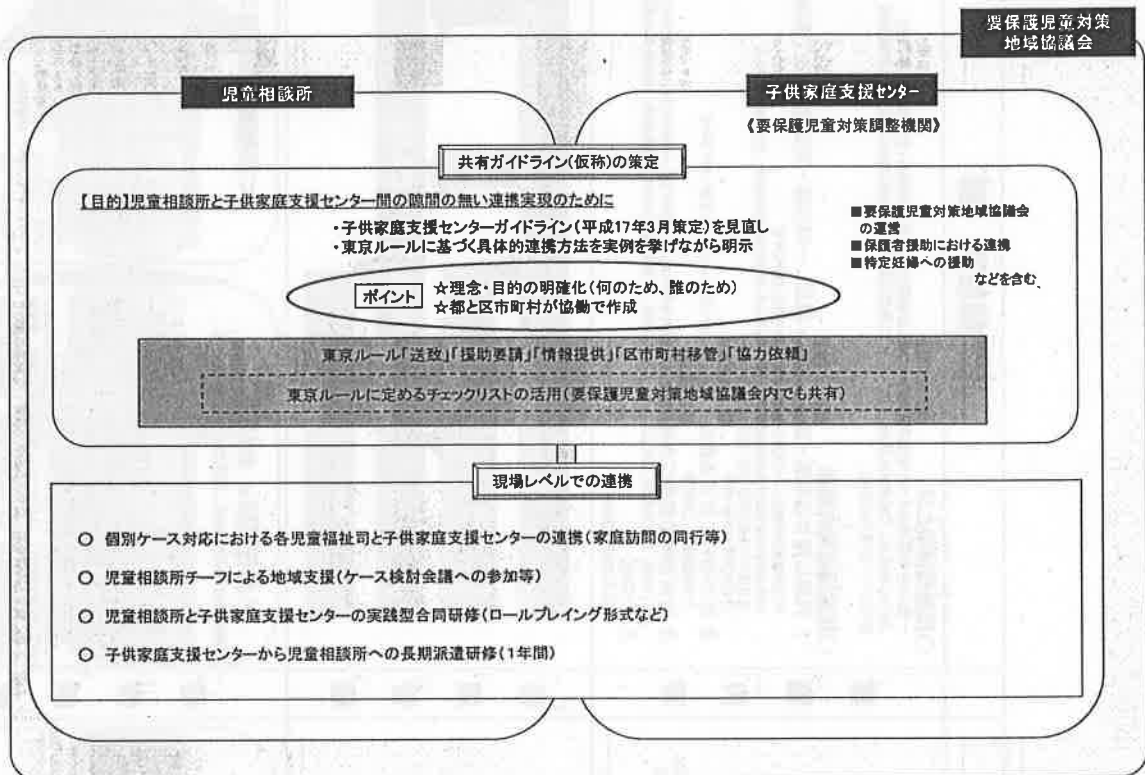 要保護児童対策
地域協議会
児童相談所
子供家庭支援センター
《要保護児童対策調整機関》
共有ガイドライン(仮称)の策定
【目的】児童相談所と子供家庭支援センター間の隙間の無い連携実現のために
・子供家庭支援センターガイドライン(平成17年3月策定)を見直し
・東京ルールに基づく具体的連携方法を実例を挙げながら明示
■要保護児童対策地域協議会
の運営
■保護者援助における連携
■特定妊婦への援助
などを含む
ポイント
☆理念・目的の明確化(何のため、誰のため)
☆都と区市町村が協働で作成
東京ルール「送致」「援助要請」「情報提供」「区市町村移管」「協力依頼」
東京ルールに定めるチェックリストの活用(要保護児童対策地域協議会内でも共有)
現場レベルでの連携
○ 個別ケース対応における各児童福祉司と子供家庭支援センターの連携(家庭訪問の同行等)
○ 児童相談所チーフによる地域支援(ケース検討会議への参加等)
○ 児童相談所と子供家庭支援センターの実践型合同研修(ロールプレイング形式など)
○ 子供家庭支援センターから児童相談所への長期派遣研修(1年間)